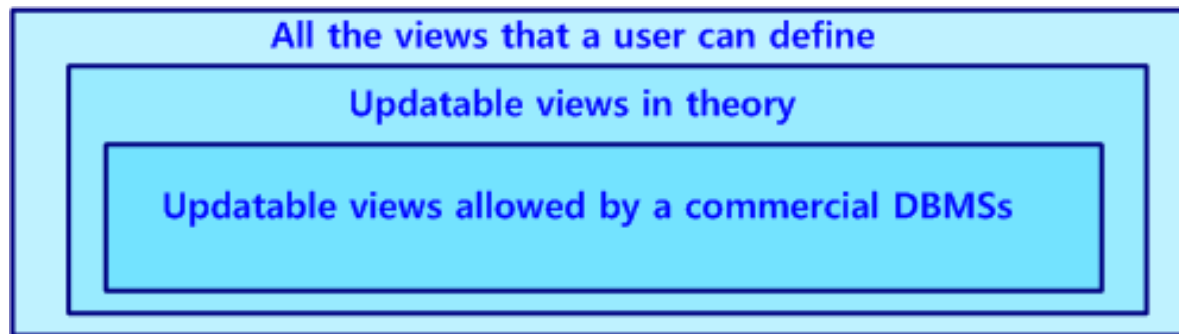 All the views that a user can define
Updatable views in theory
Updatable views allowed by a commercial DBMSs